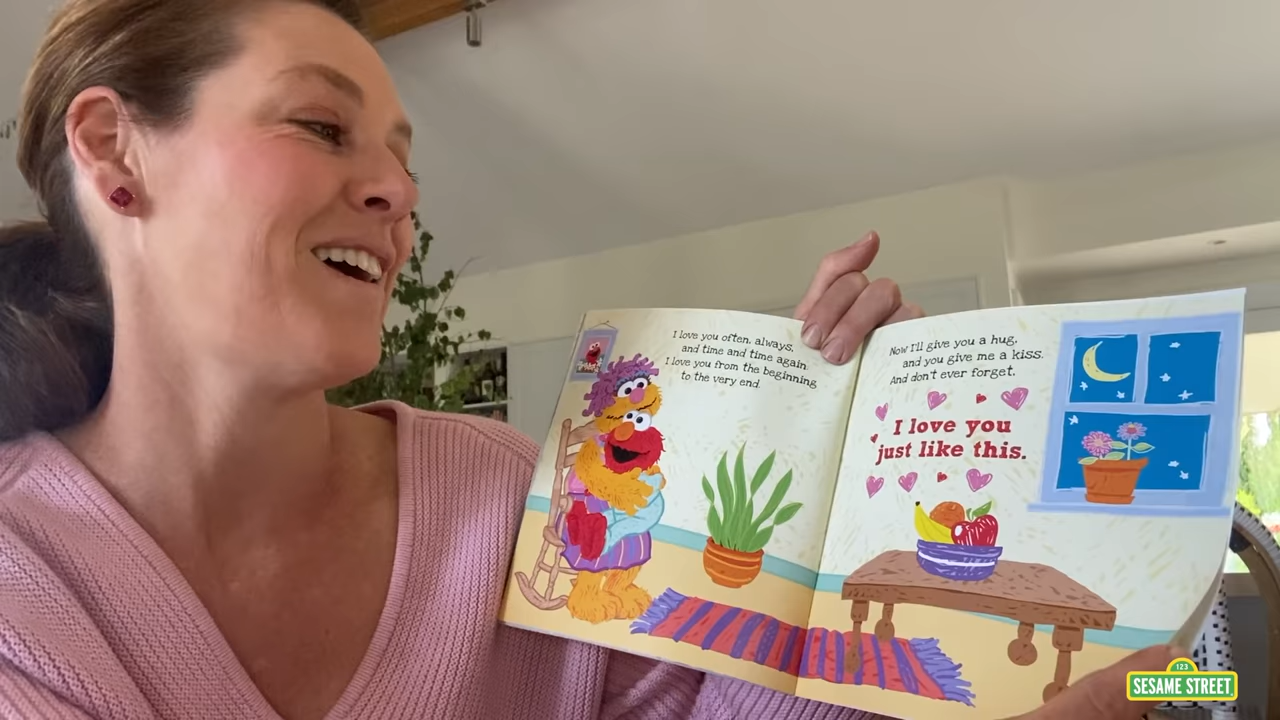 I love you often, always,
and time and time again.
I love you from the beginning
to the very end.
Now I'll give you a hug,
and you give me a kiss.
And don't ever forget,
I love you
just like this.
123
SESAME STREET